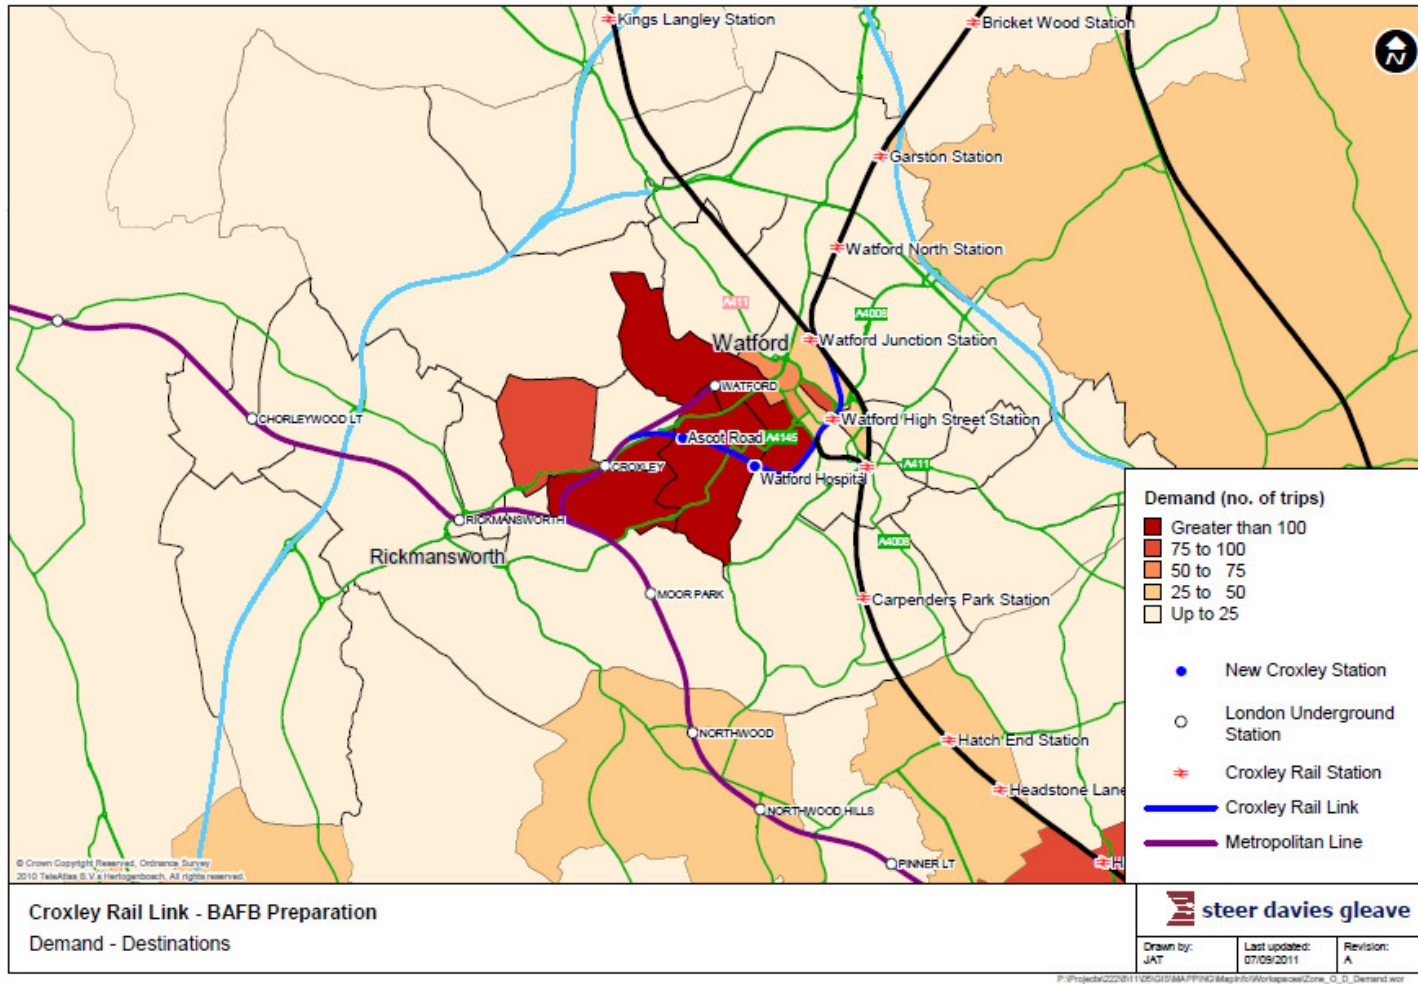 Kings Langley Station
Bricket Wood Station
N
Garston Station
Watford North Station
A411
A4008
Watford
Watford Junction Station
WATFORD
CHORLEYWOOD LT
Watford High Street Station
Ascot Road
A4145
CROXLEY
Watford Hospital
A411
RICKMANSWORTH
Rickmansworth
A4008
MOOR PARK
Carpenders Park Station
NORTHWOOD
Hatch End Station
Headstone Lane
NORTHWOOD HILLS
PINNER LT
H
Demand (no. of trips)
Greater than 100
75 to 100
50 to 75
25 to 50
Up to 25
New Croxley Station
London Underground
Station
Croxley Rail Station
Croxley Rail Link
Metropolitan Line
© Crown Copyright Reserved, Ordnance Survey
2010 TeleAtlas B.V.s Hertogenbosch. All rights reserved.
Croxley Rail Link - BAFB Preparation
Demand - Destinations
steer davies gleave
Drawn by:
JAT
Last updated:
07/09/2011
Revision:
A